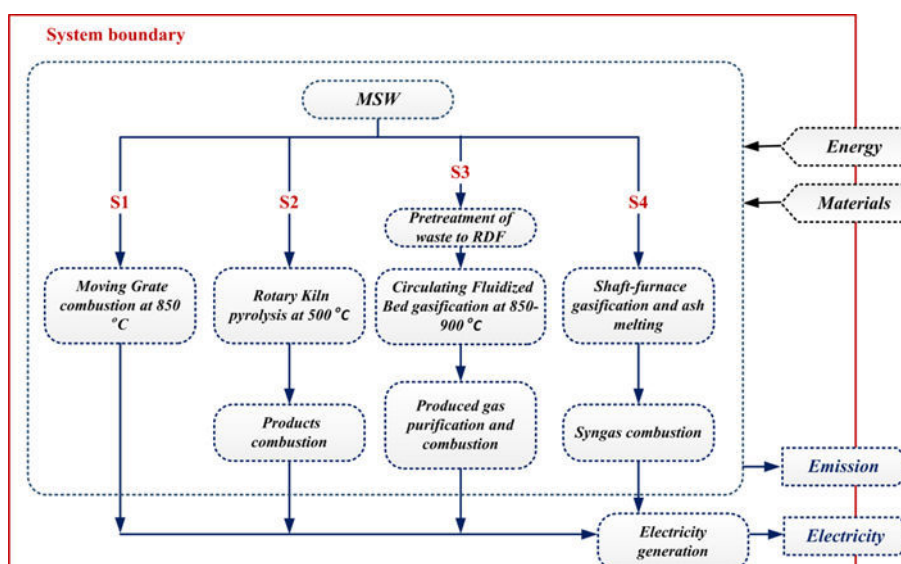 System boundary
MSW
Energy
Materials
S1
S2
S3
S4
Pretreatment of
waste to RDF
Moving Grate
combustion at 850
°C
Rotary Kiln
pyrolysis at 500°C
Circulating Fluidized
Bed gasification at 850-
900°C
Shaft-furnace
gasification and ash
melting
Products
combustion
Produced gas
purification and
combustion
Syngas combustion
Emission
Electricity
generation
Electricity